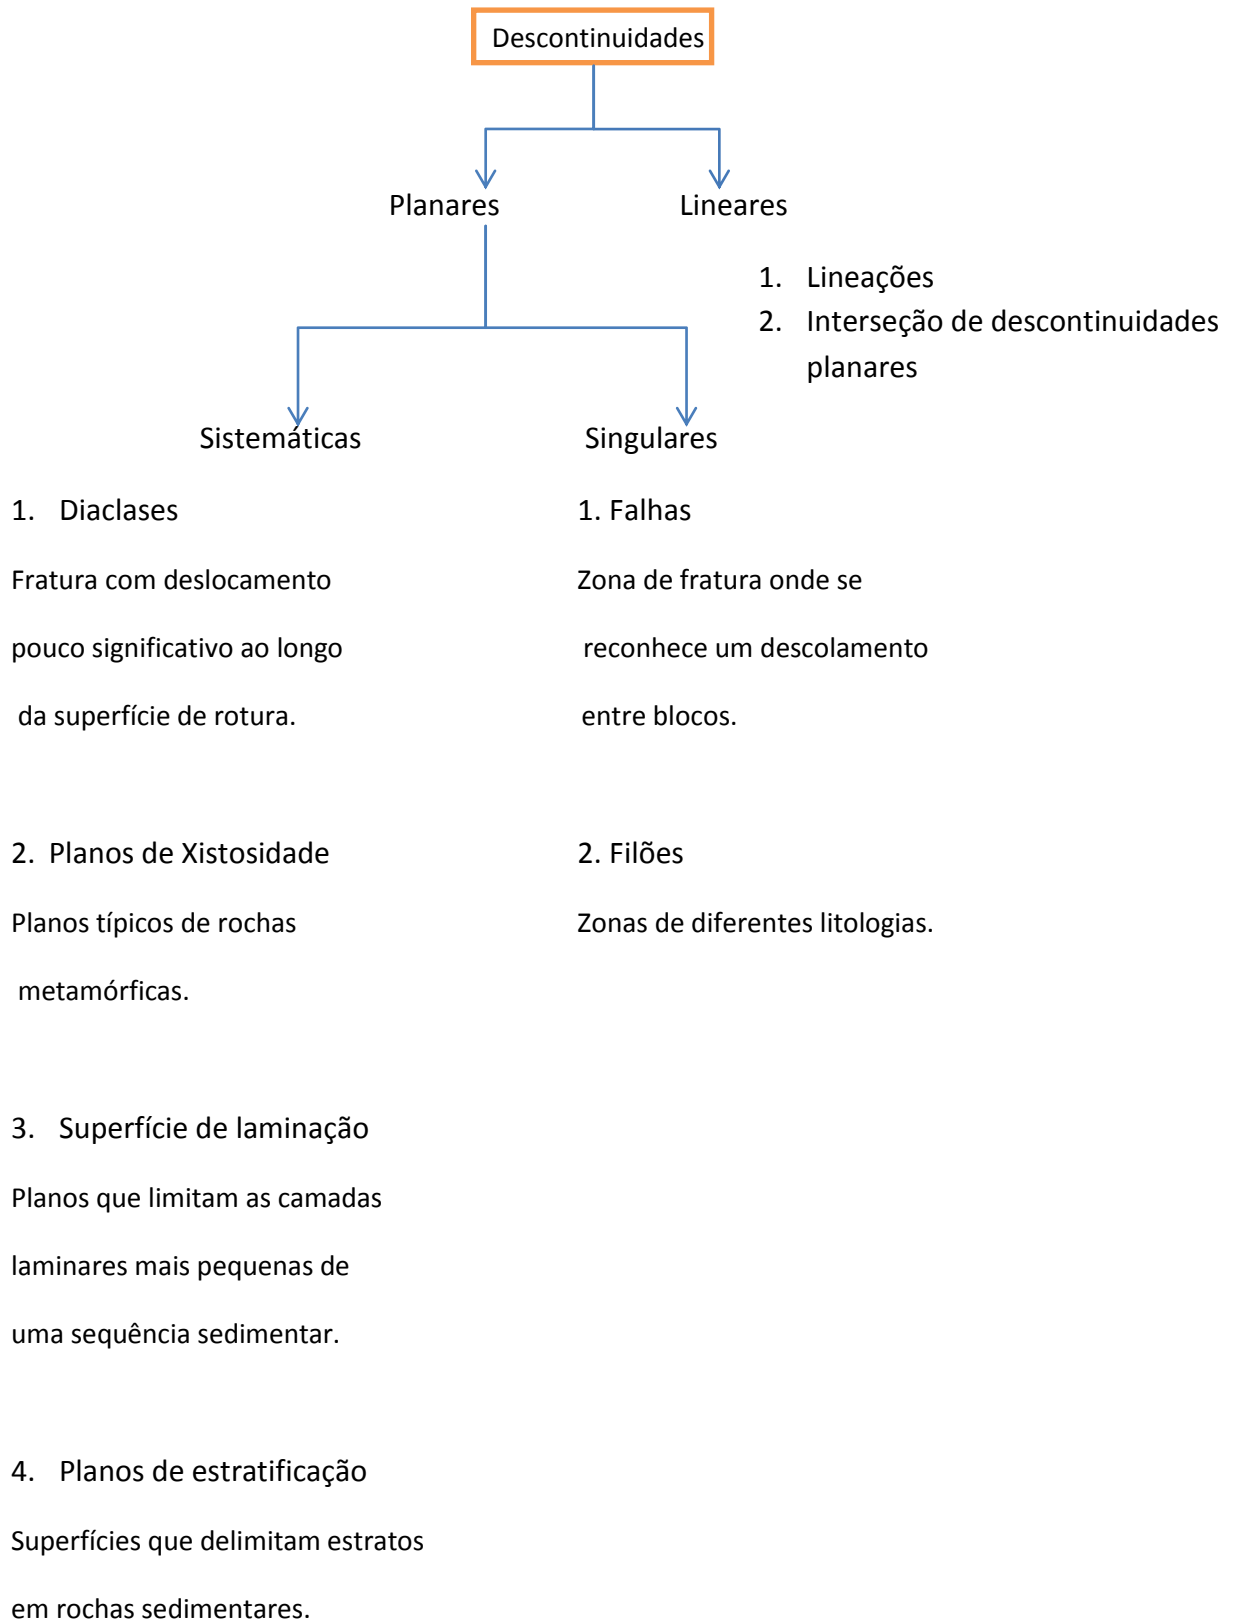 Descontinuidades
Planares
Lineares
1. Lineações
2. Interseção de descontinuidades
planares
Sistemáticas
Singulares
1. Diaclases
Fratura com deslocamento
pouco significativo ao longo
da superfície de rotura.
2. Planos de Xistosidade
Planos típicos de rochas
metamórficas.
3. Superfície de laminação
Planos que limitam as camadas
laminares mais pequenas de
uma sequência sedimentar.
4. Planos de estratificação
Superfícies que delimitam estratos
em rochas sedimentares.
1. Falhas
Zona de fratura onde se
reconhece um descolamento
entre blocos.
2. Filões
Zonas de diferentes litologias.